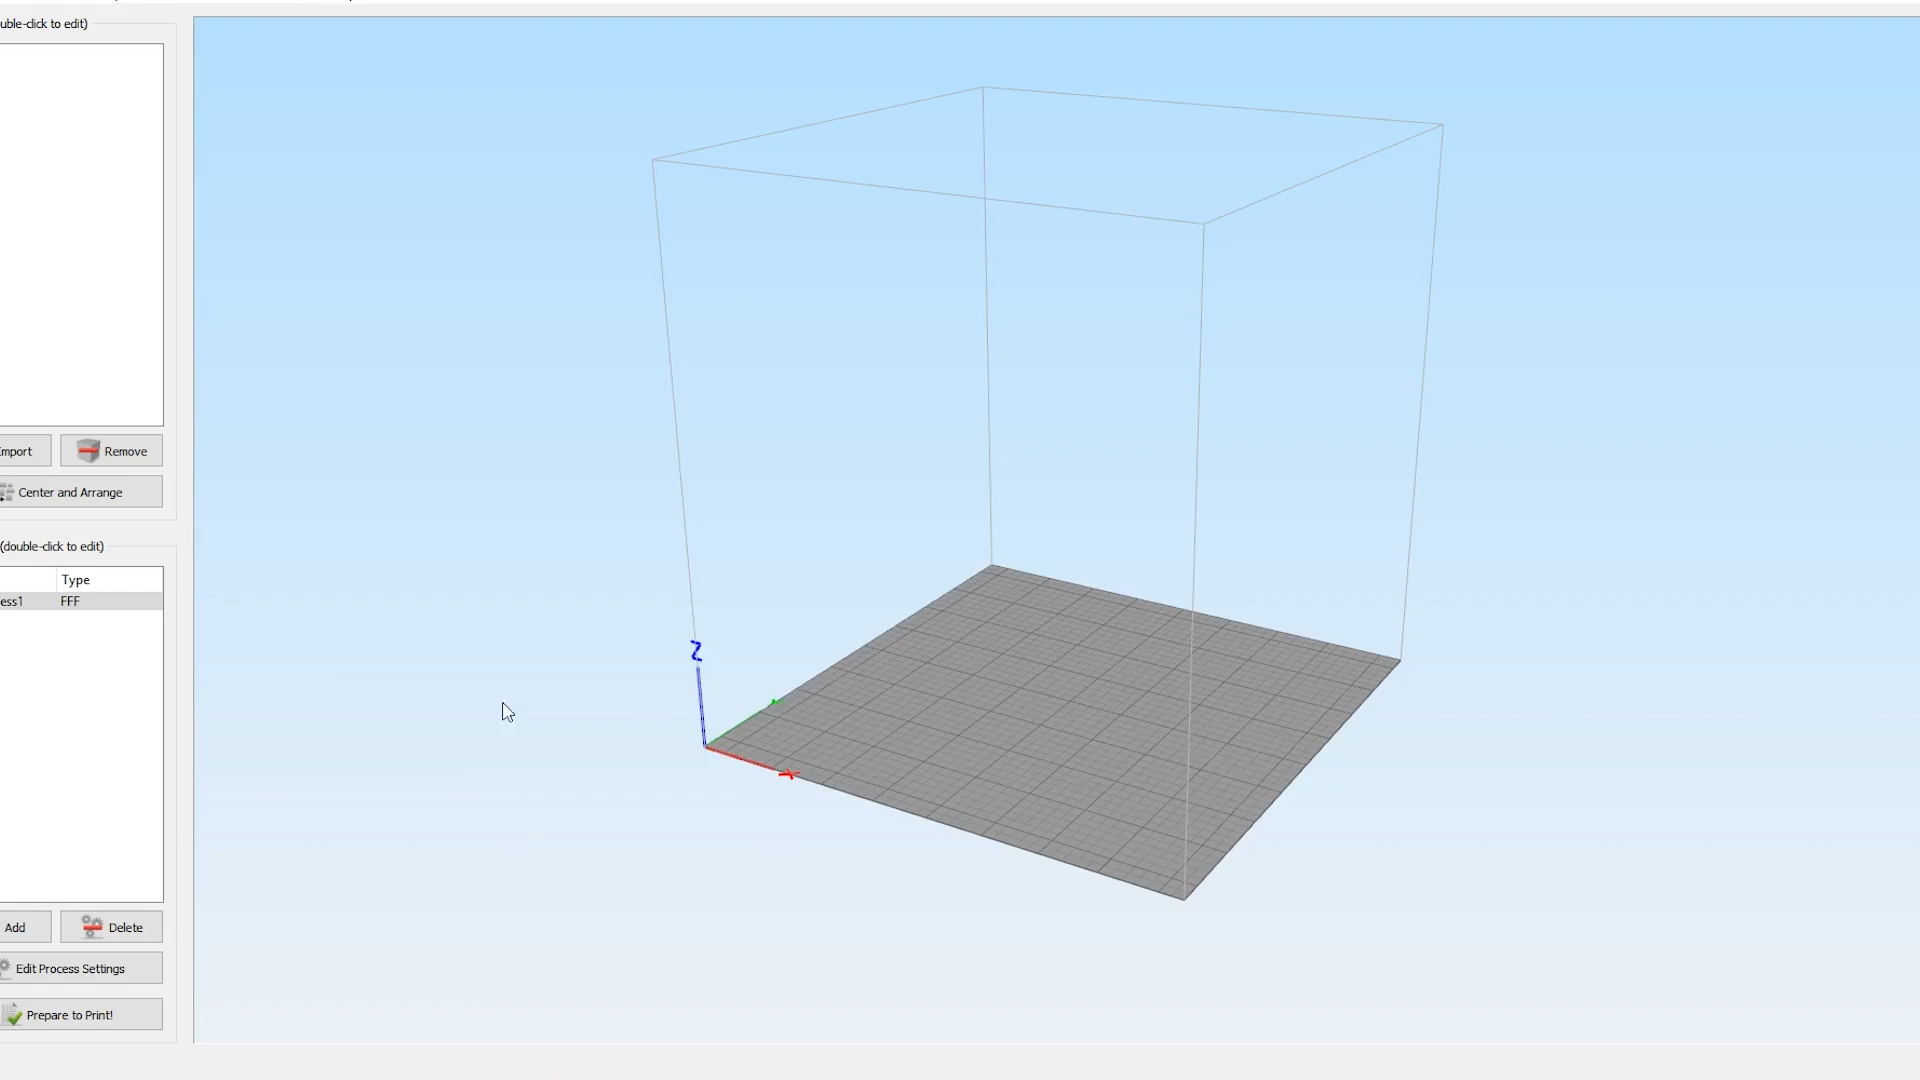 uble-click to edit)
Import
Remove
Center and Arrange
(double-click to edit)
Type
ess1 FFF
Z
X
Add
Delete
Edit Process Settings
Prepare to Print!